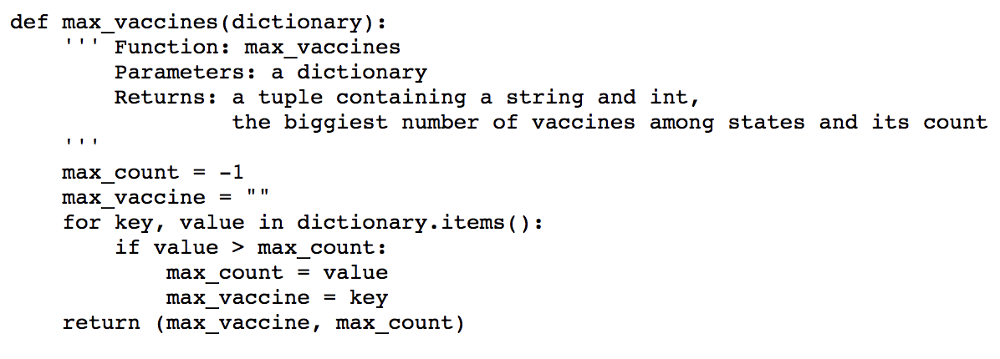 def max_vaccines(dictionary):
    ''' Function: max_vaccines
        Parameters: a dictionary
        Returns: a tuple containing a string and int,
                 the biggiest number of vaccines among states and its count
    '''
    max_count = -1
    max_vaccine = ""
    for key, value in dictionary.items():
        if value > max_count:
            max_count = value
            max_vaccine = key
    return (max_vaccine, max_count)